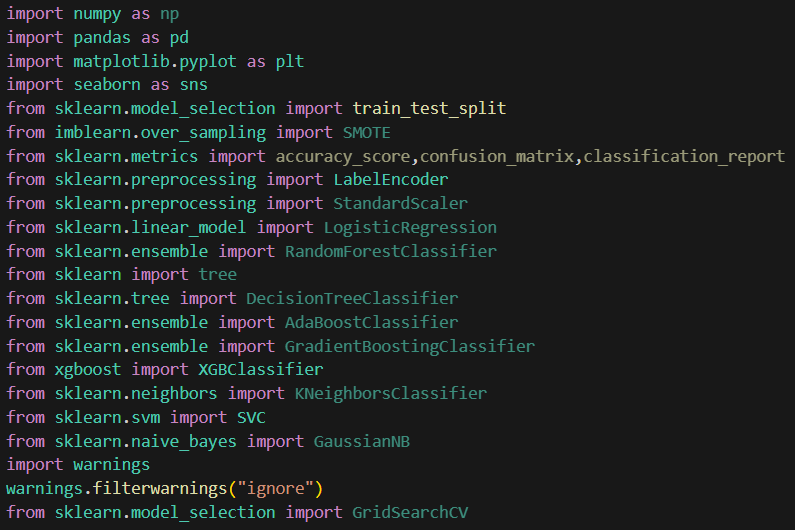 import numpy as np
import pandas as pd
import matplotlib.pyplot as plt
import seaborn as sns
from sklearn.model_selection import train_test_split
from imblearn.over_sampling import SMOTE
from sklearn.metrics import accuracy_score,confusion_matrix,classification_report
from sklearn.preprocessing import LabelEncoder
from sklearn.preprocessing import StandardScaler
from sklearn.linear_model import LogisticRegression
from sklearn.ensemble import RandomForestClassifier
from sklearn import tree
from sklearn.tree import DecisionTreeClassifier
from sklearn.ensemble import AdaBoostClassifier
from sklearn.ensemble import GradientBoostingClassifier
from xgboost import XGBClassifier
from sklearn.neighbors import KNeighborsClassifier
from sklearn.svm import SVC
from sklearn.naive_bayes import GaussianNB
import warnings
warnings.filterwarnings("ignore")
from sklearn.model_selection import GridSearchCV